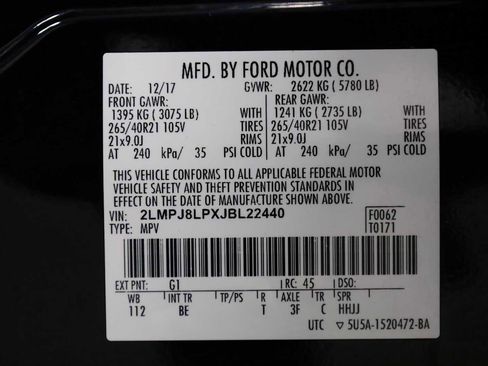 MFD. BY FORD MOTOR CO.
DATE: 12/17 GVWR: 2622 KG ( 5780 LB)
FRONT GAWR: REAR GAWR:
1395 KG ( 3075 LB) WITH 1241 KG ( 2735 LB) WITH
265/40R21 105V TIRES 265/40R21 105V TIRES
21x9.0J RIMS 21x9.0J RIMS
AT 240 kPa/ 35 PSI COLD AT 240 kPa/ 35 PSI COLD
THIS VEHICLE CONFORMS TO ALL APPLICABLE FEDERAL MOTOR
VEHICLE SAFETY AND THEFT PREVENTION STANDARDS IN
EFFECT ON THE DATE OF MANUFACTURE SHOWN ABOVE.
VIN: 2LMPJ8LPXJBL22440 F0062
TYPE: MPV T0171
EXT PNT: G1 RC: 45 DSO:
WB INT TR TP/PS R AXLE TR SPR
112 BE T 3F C HHJJ
UTC ▽ 5U5A-1520472-BA